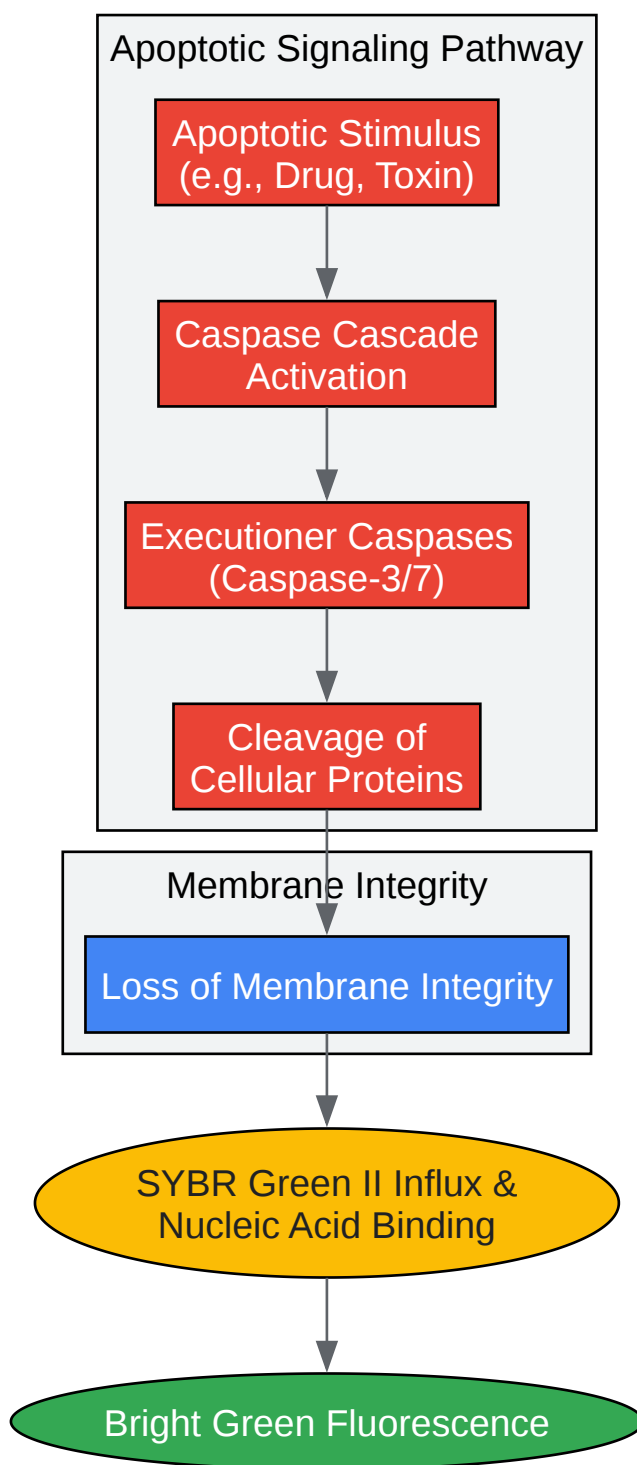 Apoptotic Signaling Pathway
Apoptotic Stimulus
(e.g., Drug, Toxin)
Caspase Cascade
Activation
Executioner Caspases
(Caspase-3/7)
Cleavage of
Cellular Proteins
Membrane Integrity
Loss of Membrane Integrity
SYBR Green II Influx &
Nucleic Acid Binding
Bright Green Fluorescence